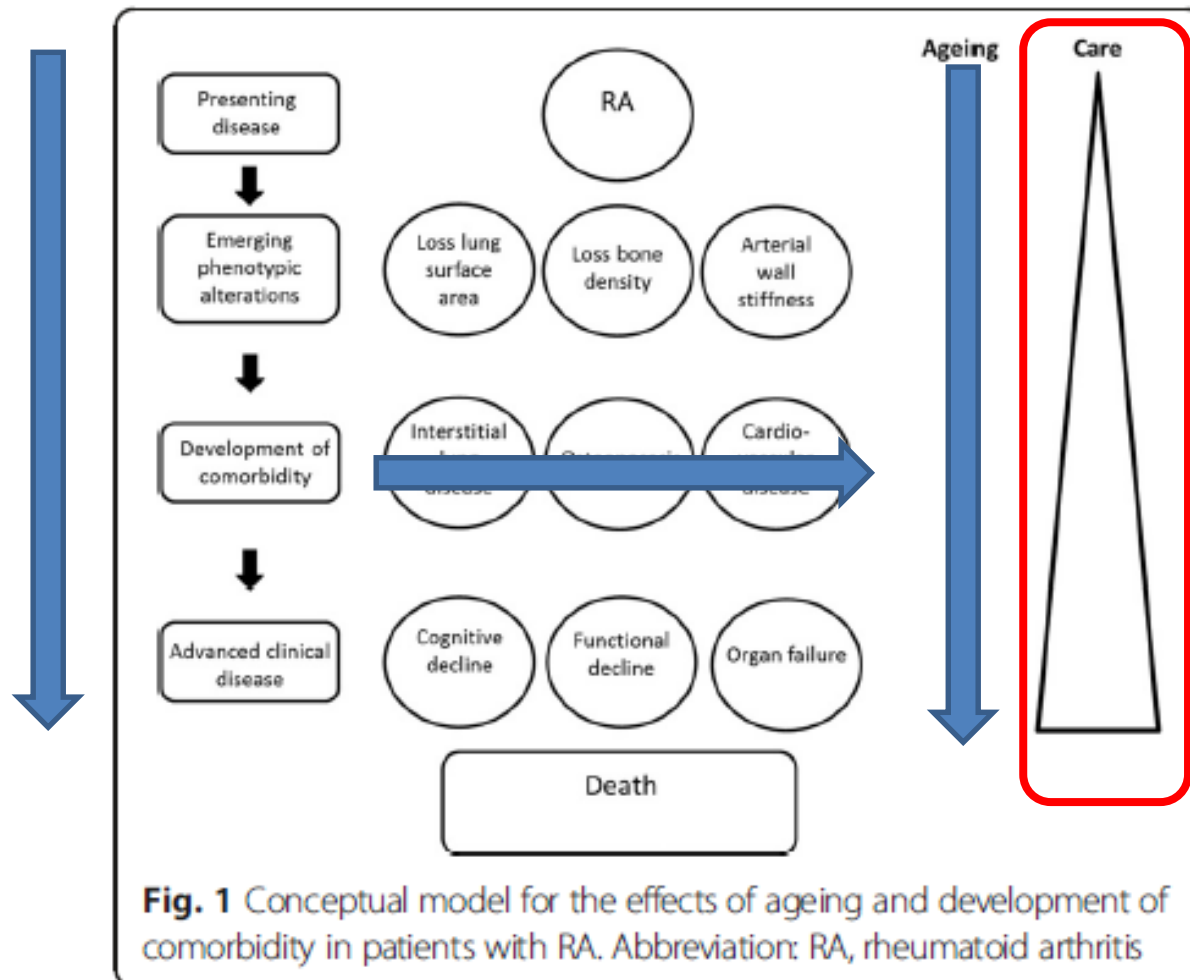 Ageing
Care
Presenting
disease
RA
Emerging
phenotypic
alterations
Loss lung
surface
area
Loss bone
density
Arterial
wall
stiffness
Development of
comorbidity
Interstitial
disease
Cardio-
disease
Advanced clinical
disease
Cognitive
decline
Functional
decline
Organ failure
Death
Fig. 1 Conceptual model for the effects of ageing and development of
comorbidity in patients with RA. Abbreviation: RA, rheumatoid arthritis